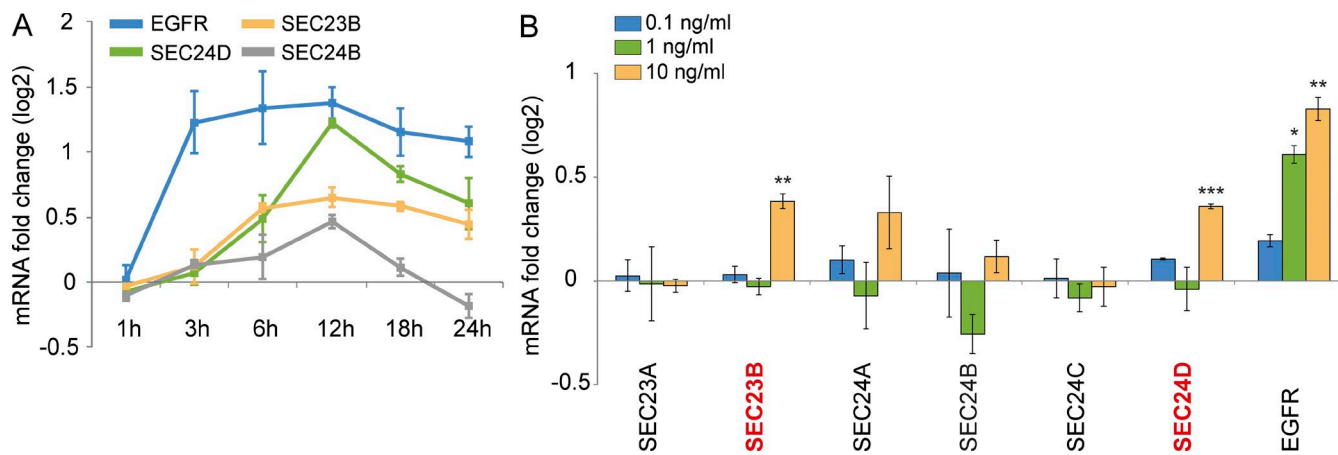 A
EGFR
SEC23B
SEC24D
SEC24B
mRNA fold change (log2)
2
1.5
1
0.5
0
-0.5
1h 3h 6h 12h 18h 24h
B
0.1 ng/ml
1 ng/ml
10 ng/ml
mRNA fold change (log2)
1
0.5
0
-0.5
**
***
*
**
SEC23A
SEC23B
SEC24A
SEC24B
SEC24C
SEC24D
EGFR